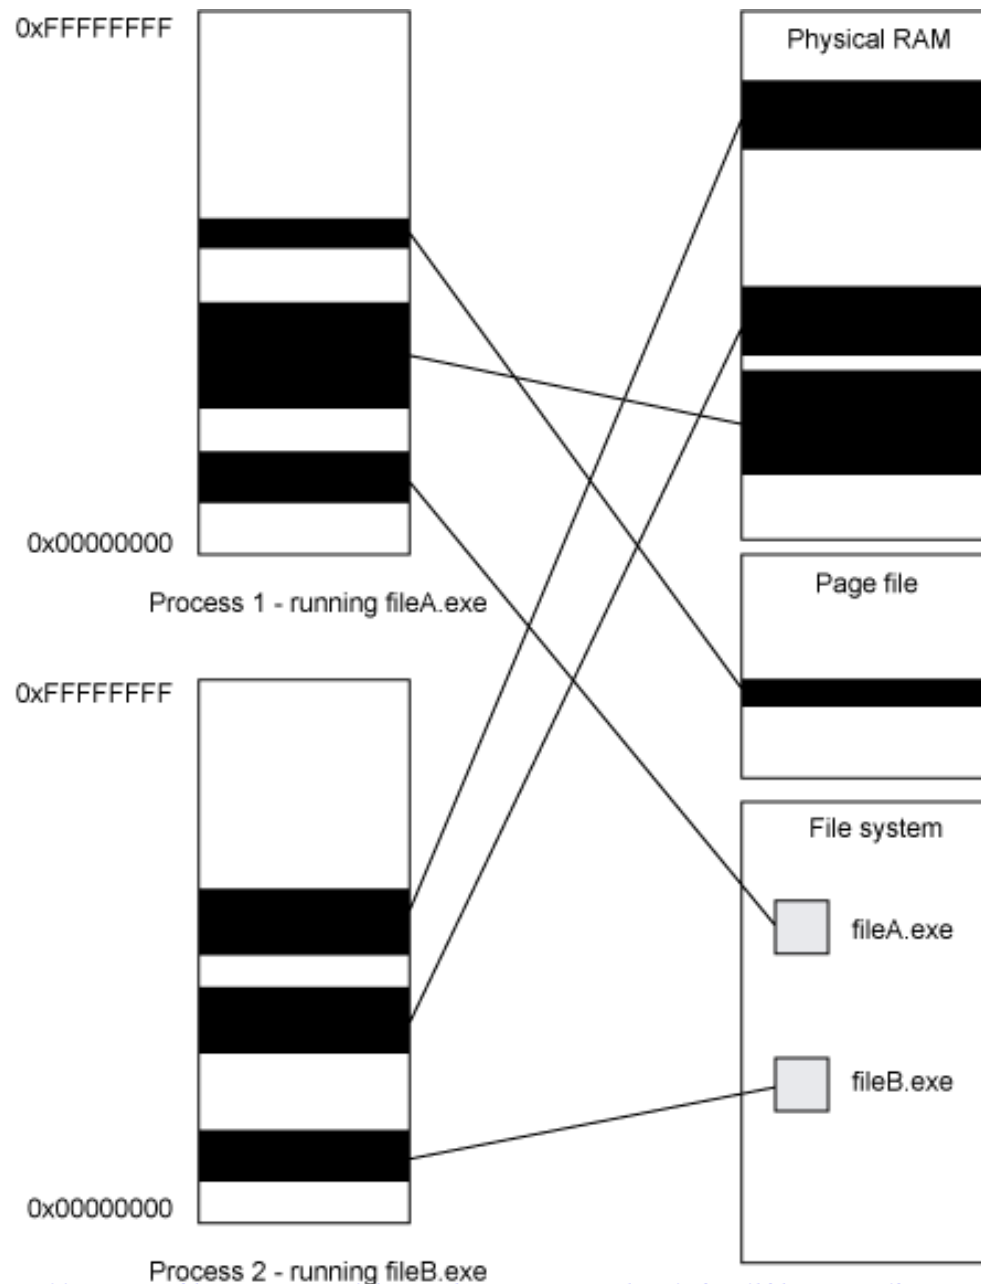 0xFFFFFFFF
Physical RAM
0x00000000
Process 1 - running fileA.exe
Page file
0xFFFFFFFF
File system
fileA.exe
fileB.exe
0x00000000
Process 2 - running fileB.exe